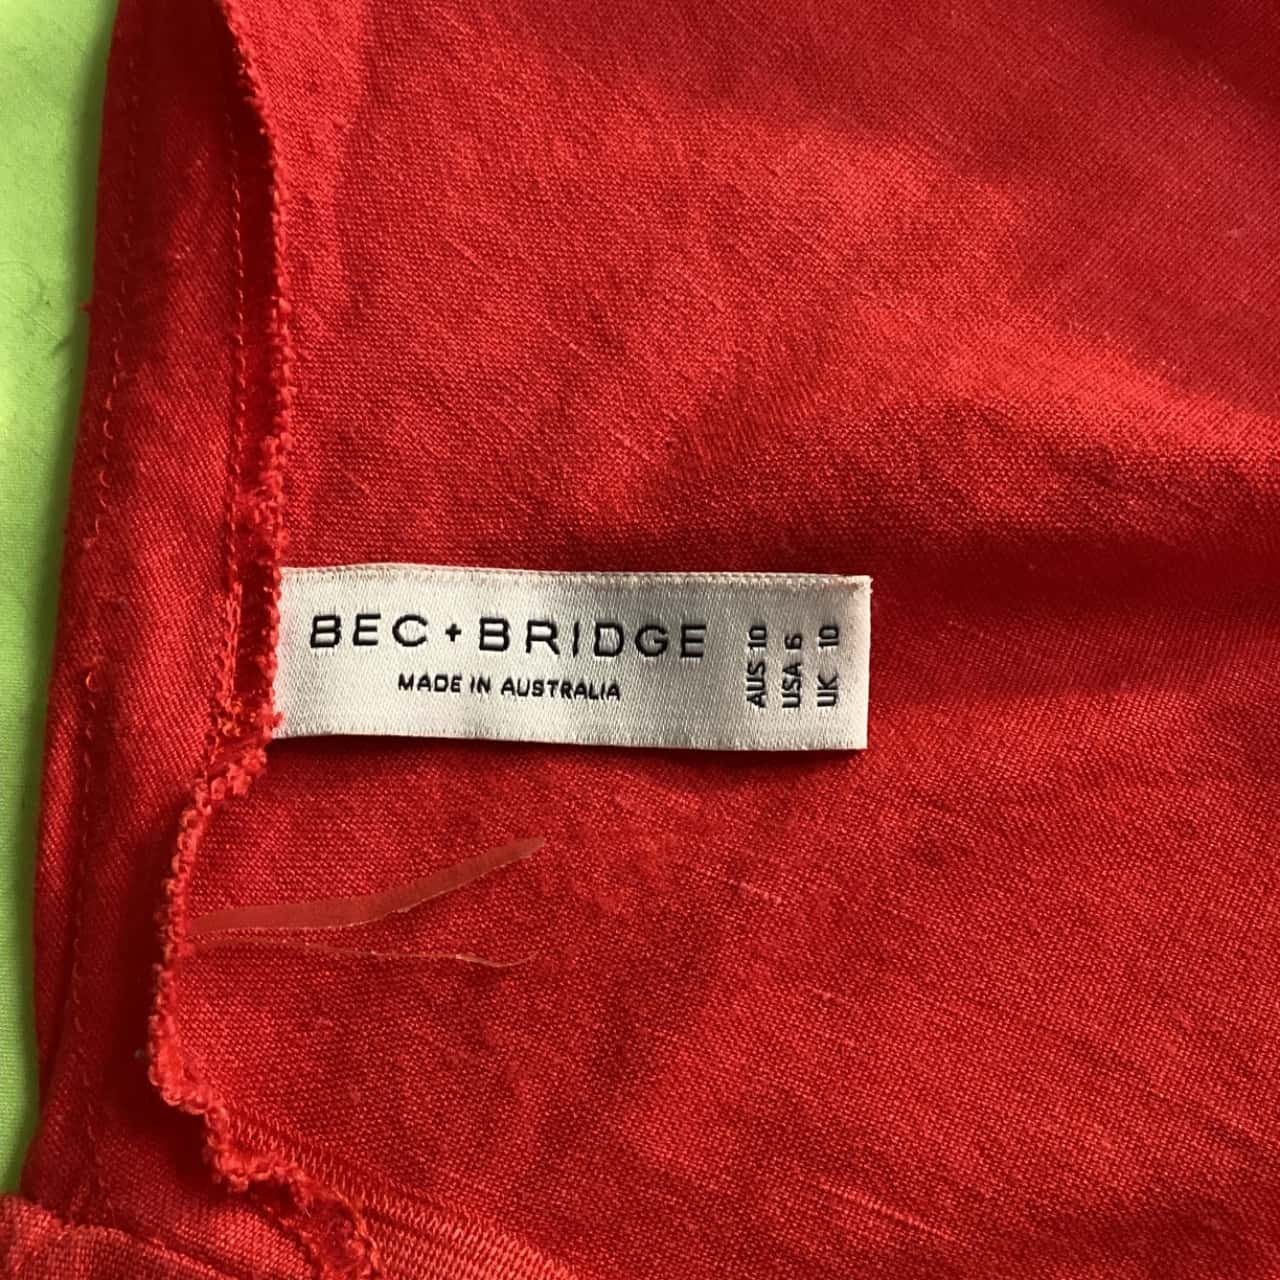 BEC + BRIDGE
MADE IN AUSTRALIA
AUS 10
USA 6
UK 10